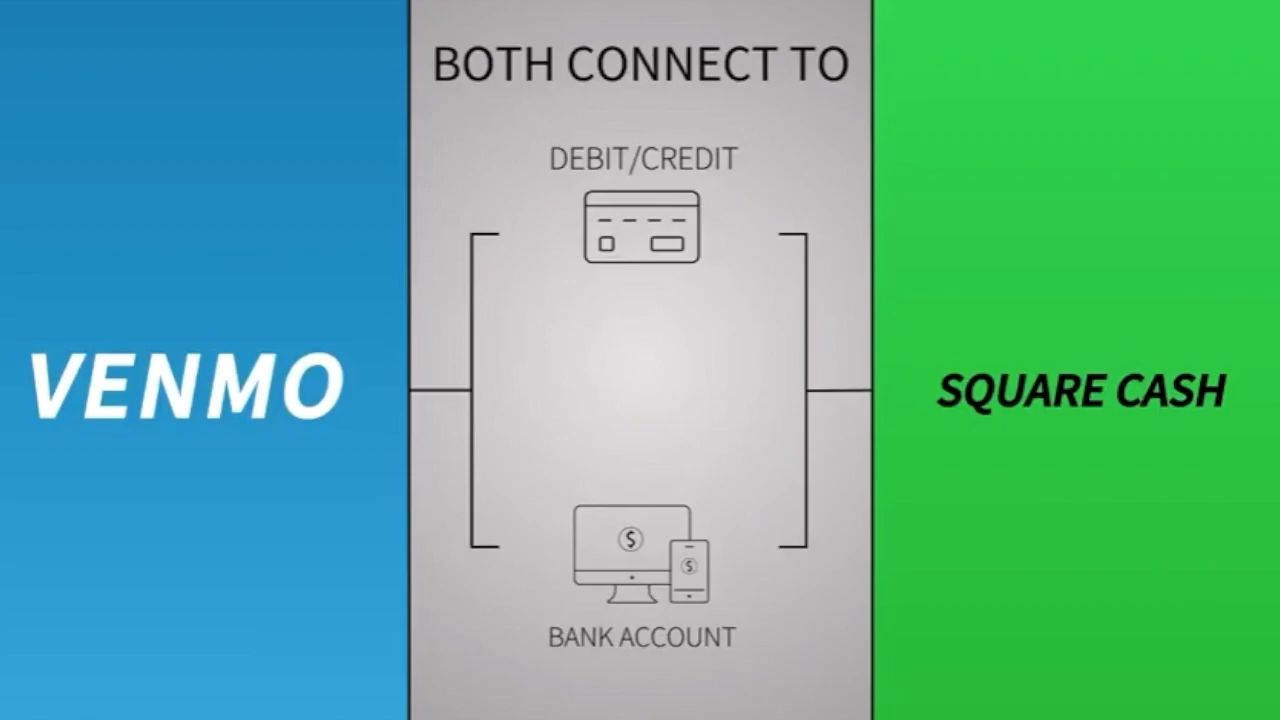 BOTH CONNECT TO
DEBIT/CREDIT
VENMO
SQUARE CASH
$
$
BANK ACCOUNT